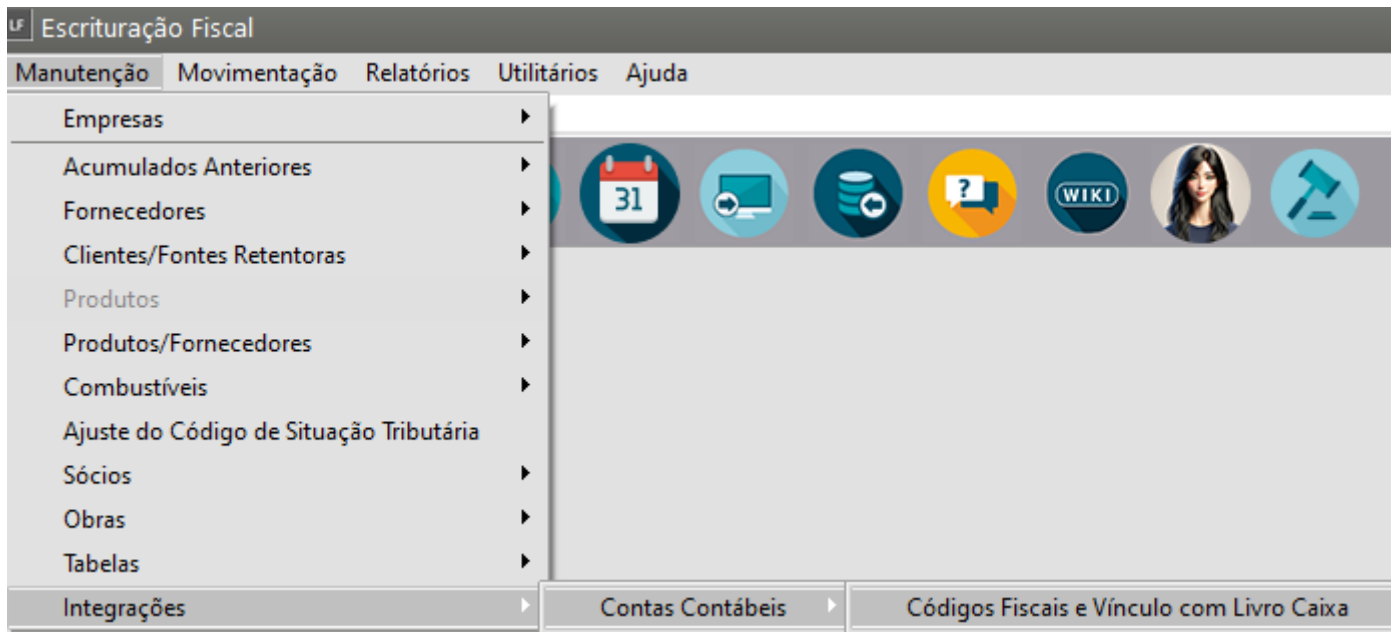 LF Escrituração Fiscal
Manutenção Movimentação Relatórios Utilitários Ajuda
Empresas
Acumulados Anteriores
31 ? WIKI
Fornecedores
Clientes/Fontes Retentoras
Produtos
Produtos/Fornecedores
Combustíveis
Ajuste do Código de Situação Tributária
Sócios
Obras
Tabelas
Integrações Contas Contábeis Códigos Fiscais e Vínculo com Livro Caixa